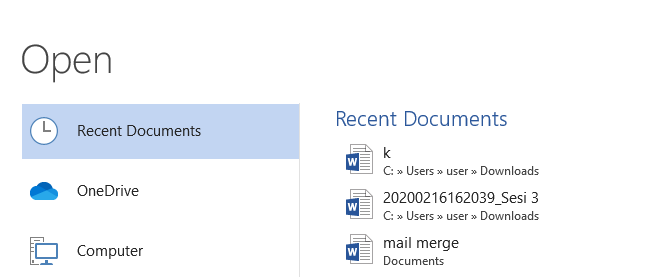 Open
Recent Documents
OneDrive
Computer
Recent Documents
k
C: » Users » user » Downloads
20200216162039_Sesi 3
C: » Users » user » Downloads
mail merge
Documents